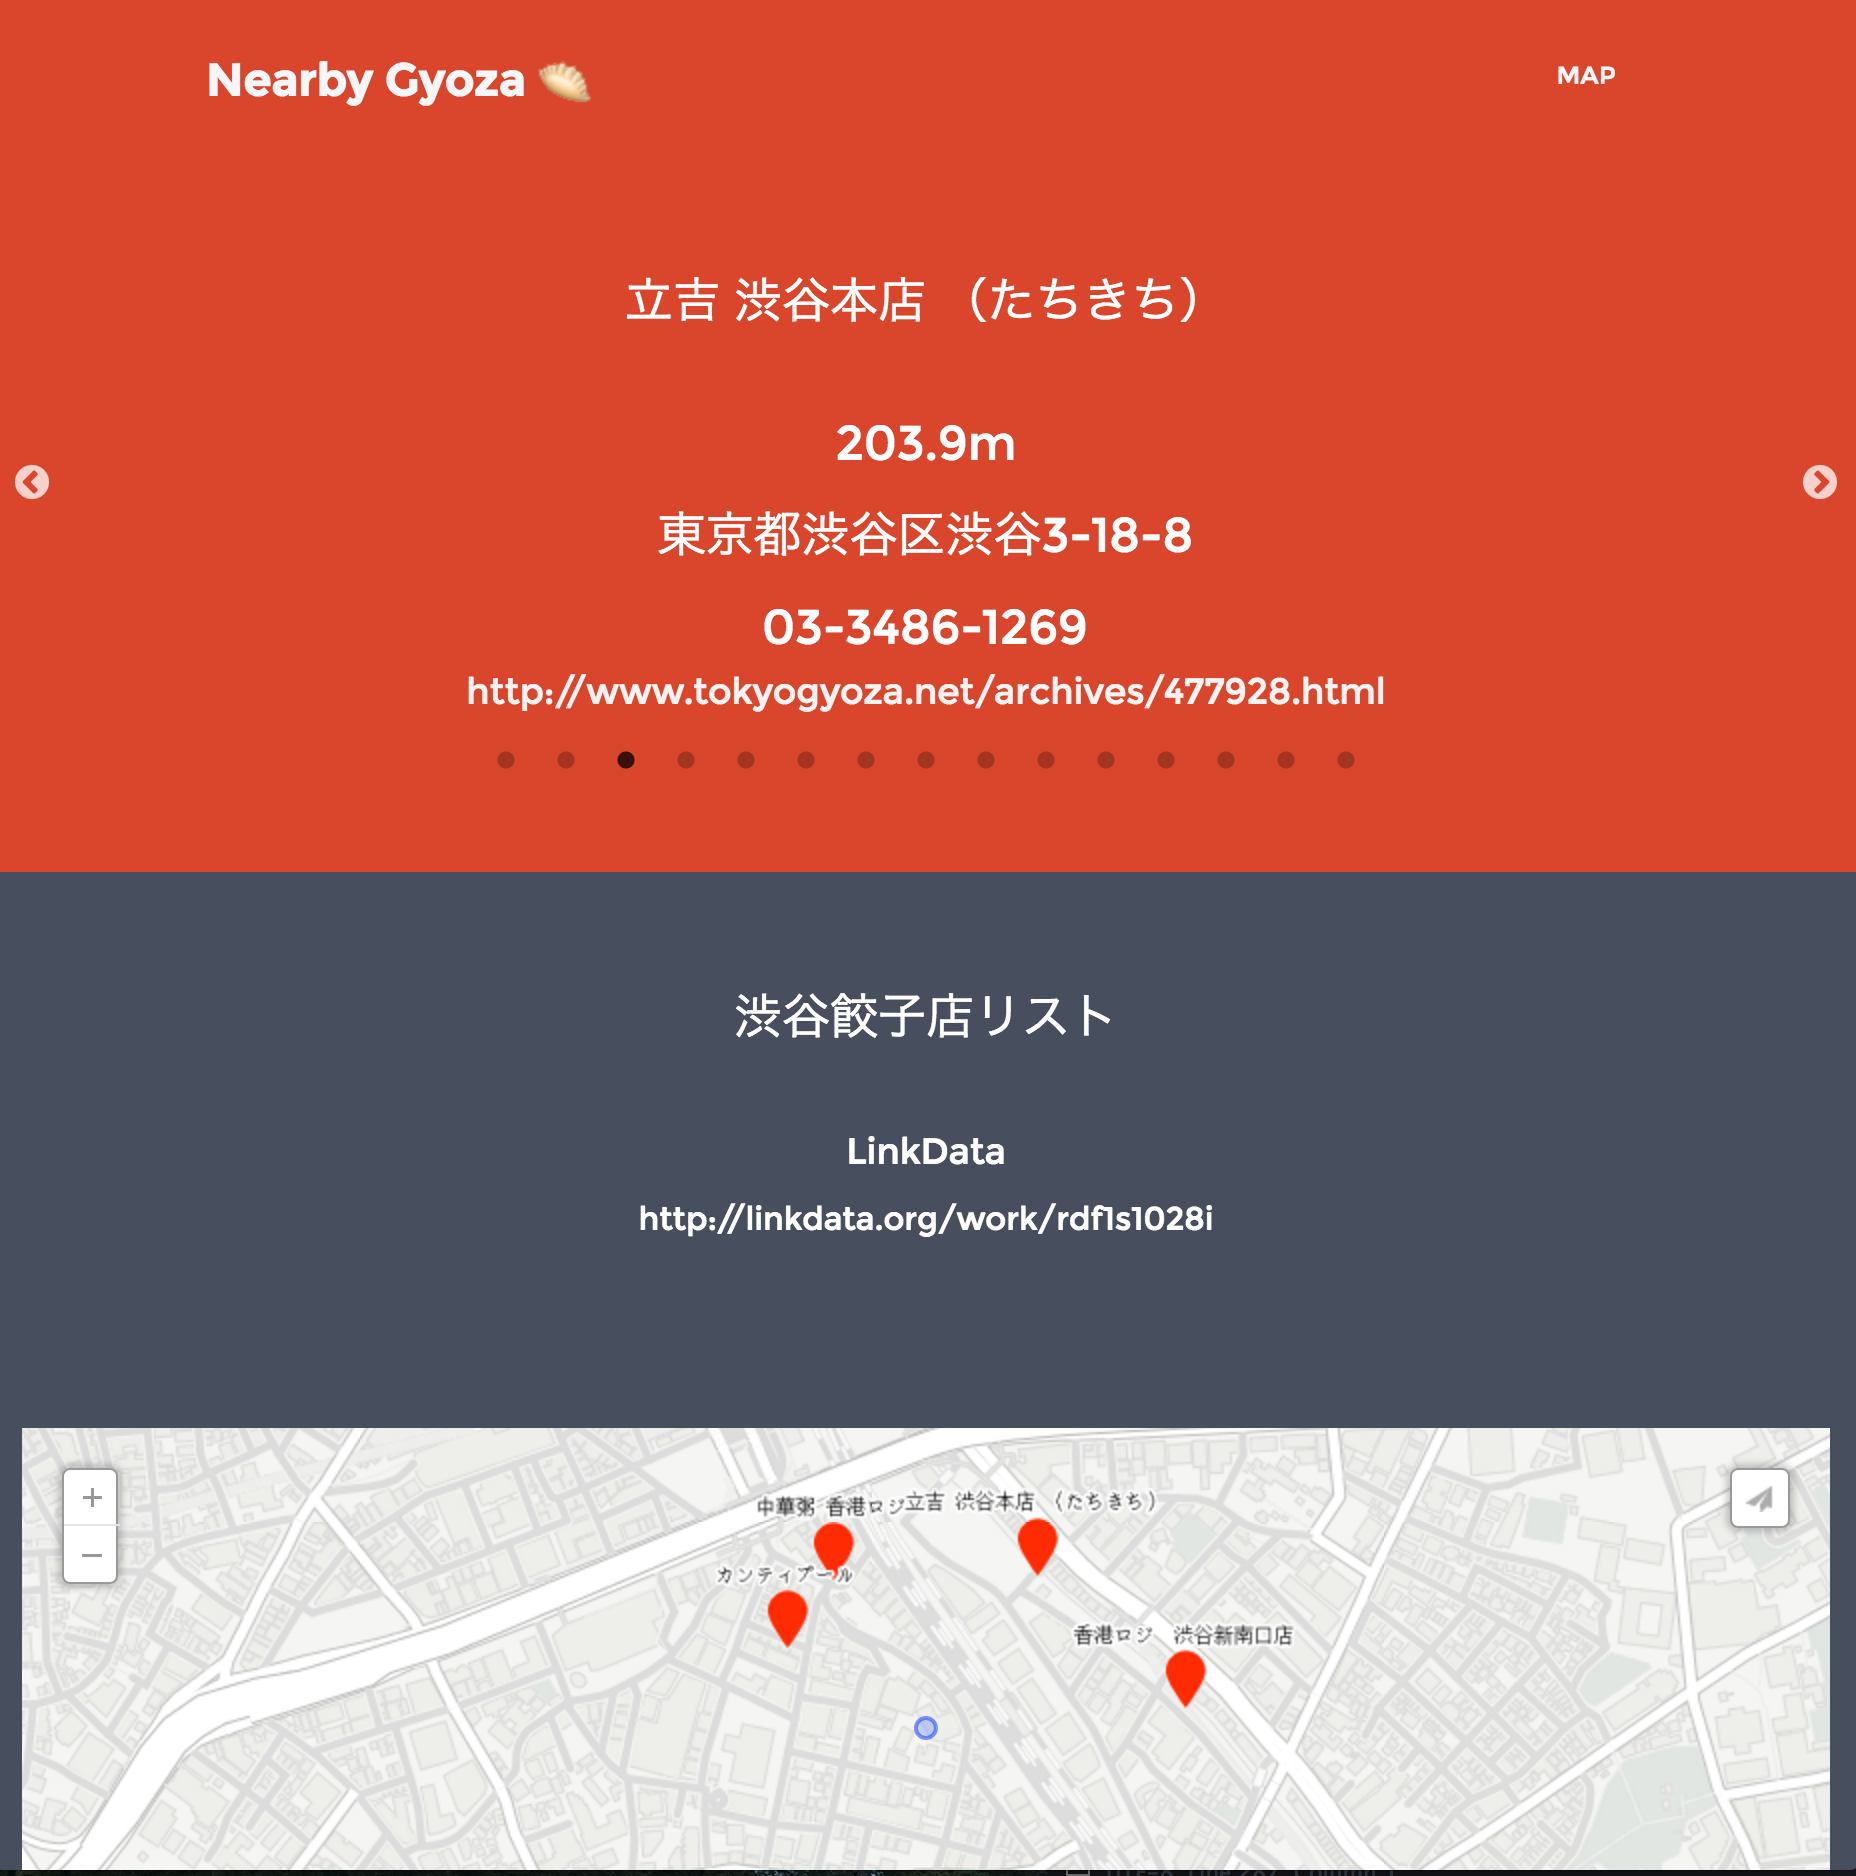 Nearby Gyoza
MAP
立吉 渋谷本店 （たちきち）
203.9m
東京都渋谷区渋谷3-18-8
03-3486-1269
http://www.tokyogyoza.net/archives/477928.html
渋谷餃子店リスト
LinkData
http://linkdata.org/work/rdf1s1028i
+
−
中華粥 香港ロジ
立吉 渋谷本店 （たちきち）
カンティプール
香港ロジ 渋谷新南口店